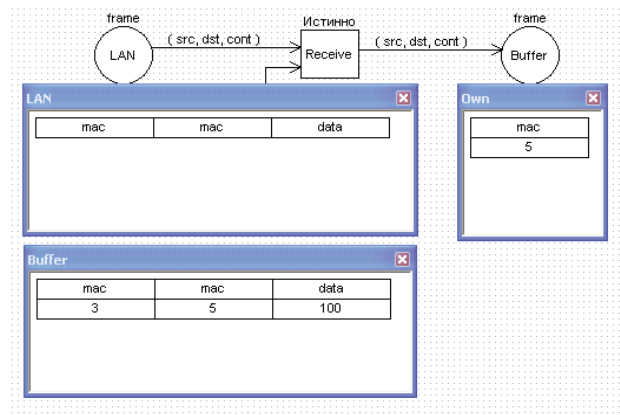 frame Истинно frame
LAN ( src, dst, cont ) Receive ( src, dst, cont ) Buffer
LAN
mac mac data
Own
mac
5
Buffer
mac mac data
3 5 100